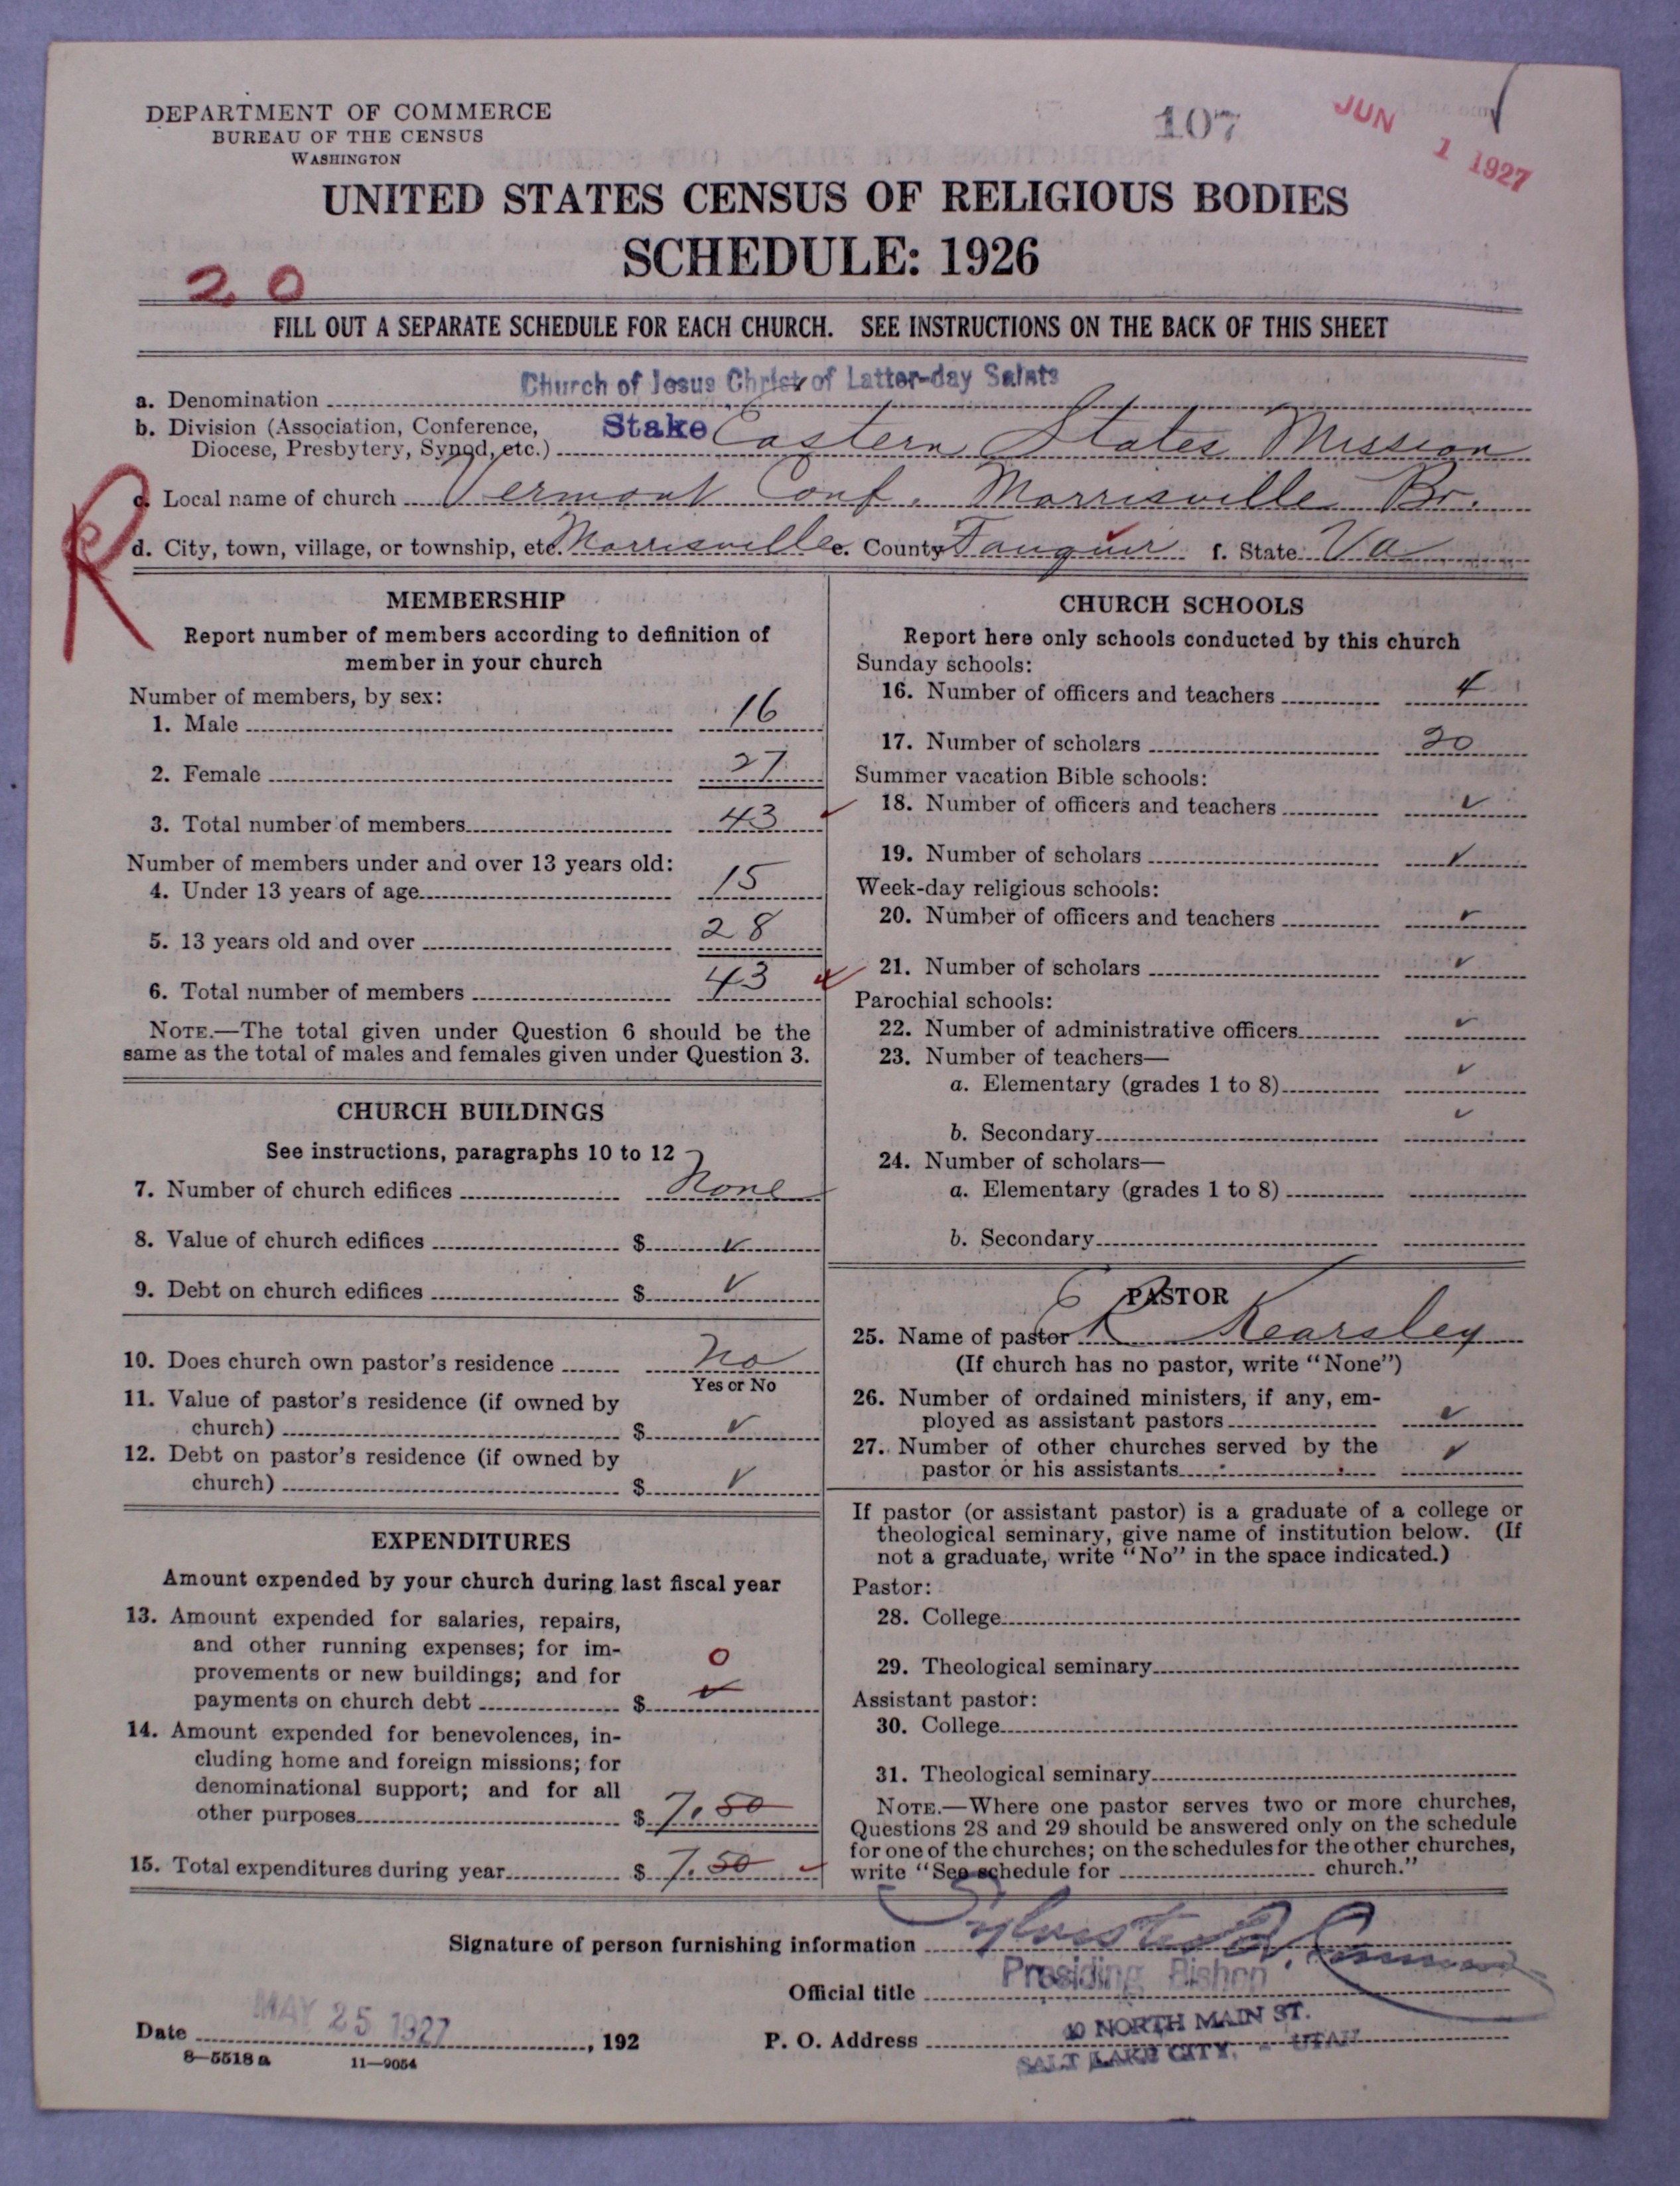 DEPARTMENT OF COMMERCE
BUREAU OF THE CENSUS
WASHINGTON
107
JUN 1 1927
UNITED STATES CENSUS OF RELIGIOUS BODIES
SCHEDULE: 1926
20
FILL OUT A SEPARATE SCHEDULE FOR EACH CHURCH. SEE INSTRUCTIONS ON THE BACK OF THIS SHEET
a. Denomination Church of Jesus Christ of Latter-day Saints
b. Division (Association, Conference, Diocese, Presbytery, Synod, etc.) Stake Eastern States Mission
R
c. Local name of church Vermont Conf. Morrisville Br.
d. City, town, village, or township, etc. Morrisville e. County Fauquir f. State Va
MEMBERSHIP
Report number of members according to definition of
member in your church
Number of members, by sex:
1. Male 16
2. Female 27
3. Total number of members 43
Number of members under and over 13 years old:
4. Under 13 years of age 15
5. 13 years old and over 28
6. Total number of members 43
NOTE.—The total given under Question 6 should be the
same as the total of males and females given under Question 3.
CHURCH BUILDINGS
See instructions, paragraphs 10 to 12
7. Number of church edifices None
8. Value of church edifices $ ✓
9. Debt on church edifices $ ✓
10. Does church own pastor's residence No
Yes or No
11. Value of pastor's residence (if owned by
church) $ ✓
12. Debt on pastor's residence (if owned by
church) $ ✓
EXPENDITURES
Amount expended by your church during last fiscal year
13. Amount expended for salaries, repairs,
and other running expenses; for im-
provements or new buildings; and for 0
payments on church debt $ ✓
14. Amount expended for benevolences, in-
cluding home and foreign missions; for
denominational support; and for all
other purposes $ 7.50
15. Total expenditures during year $ 7.50
CHURCH SCHOOLS
Report here only schools conducted by this church
Sunday schools:
16. Number of officers and teachers 4
17. Number of scholars 20
Summer vacation Bible schools:
18. Number of officers and teachers ✓
19. Number of scholars ✓
Week-day religious schools:
20. Number of officers and teachers ✓
21. Number of scholars ✓
Parochial schools:
22. Number of administrative officers ✓
23. Number of teachers—
a. Elementary (grades 1 to 8) ✓
b. Secondary ✓
24. Number of scholars—
a. Elementary (grades 1 to 8)
b. Secondary
PASTOR
25. Name of pastor E R Kearsley
(If church has no pastor, write "None")
26. Number of ordained ministers, if any, em-
ployed as assistant pastors ✓
27. Number of other churches served by the
pastor or his assistants ✓
If pastor (or assistant pastor) is a graduate of a college or
theological seminary, give name of institution below. (If
not a graduate, write "No" in the space indicated.)
Pastor:
28. College
29. Theological seminary
Assistant pastor:
30. College
31. Theological seminary
NOTE.—Where one pastor serves two or more churches,
Questions 28 and 29 should be answered only on the schedule
for one of the churches; on the schedules for the other churches,
write "See schedule for church."
Signature of person furnishing information Sylvester Q. Cannon
Official title Presiding Bishop
Date MAY 25 1927, 192 P. O. Address 40 NORTH MAIN ST.
SALT LAKE CITY, - UTAH
8—5518 a 11—9054